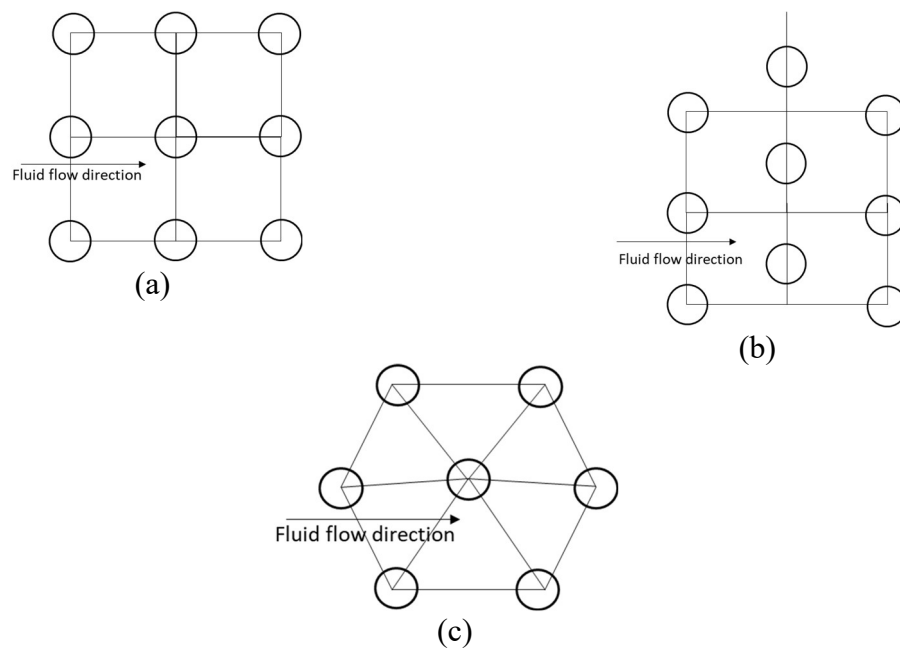 Fluid flow direction
(a)
Fluid flow direction
(b)
Fluid flow direction
(c)